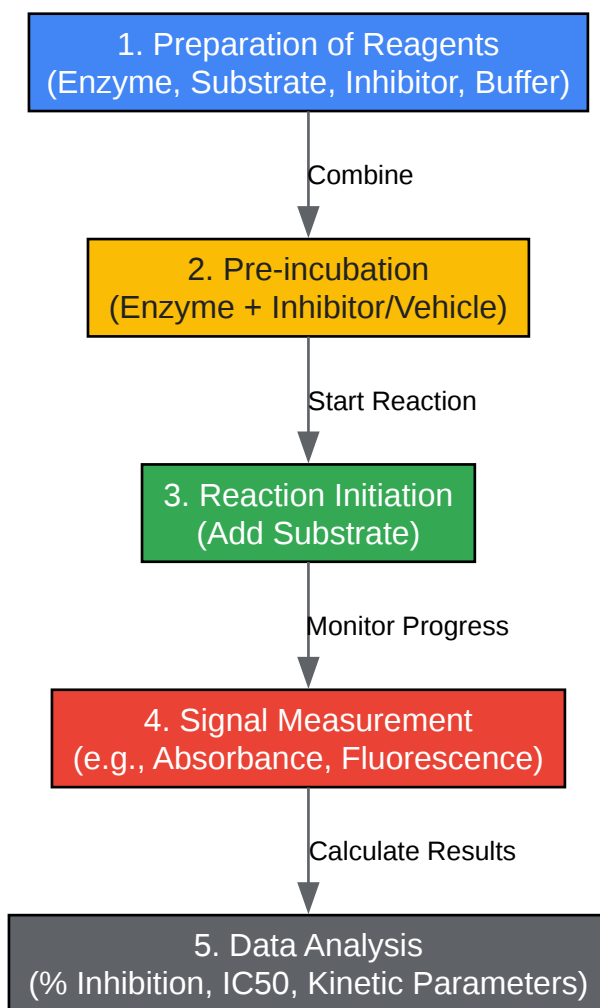 1. Preparation of Reagents
(Enzyme, Substrate, Inhibitor, Buffer)
Combine
2. Pre-incubation
(Enzyme + Inhibitor/Vehicle)
Start Reaction
3. Reaction Initiation
(Add Substrate)
Monitor Progress
4. Signal Measurement
(e.g., Absorbance, Fluorescence)
Calculate Results
5. Data Analysis
(% Inhibition, IC50, Kinetic Parameters)